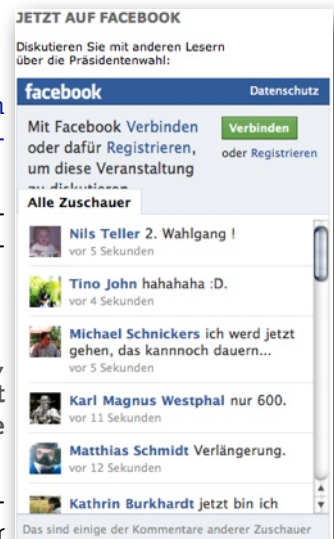 JETZT AUF FACEBOOK
Diskutieren Sie mit anderen Lesern
über die Präsidentenwahl:
facebook Datenschutz
Mit Facebook Verbinden
oder dafür Registrieren,
um diese Veranstaltung
zu diskutieren
Verbinden
oder Registrieren
Alle Zuschauer
Nils Teller 2. Wahlgang !
vor 5 Sekunden
Tino John hahahaha :D.
vor 4 Sekunden
Michael Schnickers ich werd jetzt
gehen, das kannnoch dauern...
vor 5 Sekunden
Karl Magnus Westphal nur 600.
vor 11 Sekunden
Matthias Schmidt Verlängerung.
vor 12 Sekunden
Kathrin Burkhardt jetzt bin ich
Das sind einige der Kommentare anderer Zuschauer